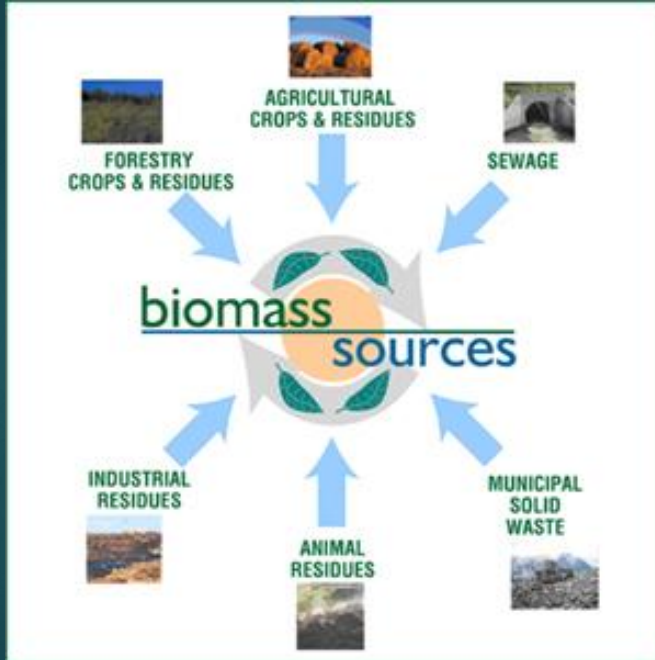 AGRICULTURAL
CROPS & RESIDUES
FORESTRY
CROPS & RESIDUES
SEWAGE
biomass
sources
INDUSTRIAL
RESIDUES
MUNICIPAL
SOLID
WASTE
ANIMAL
RESIDUES